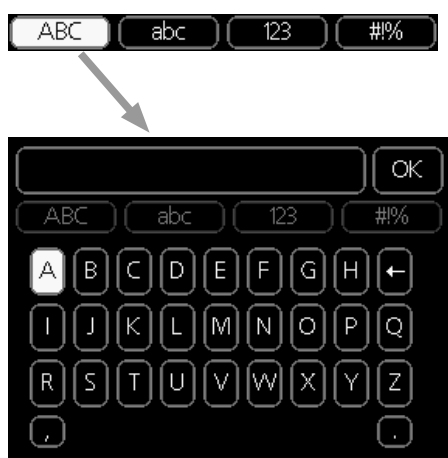 ABC abc 123 #!%
OK
ABC abc 123 #!%
A B C D E F G H ←
I J K L M N O P Q
R S T U V W X Y Z
, .